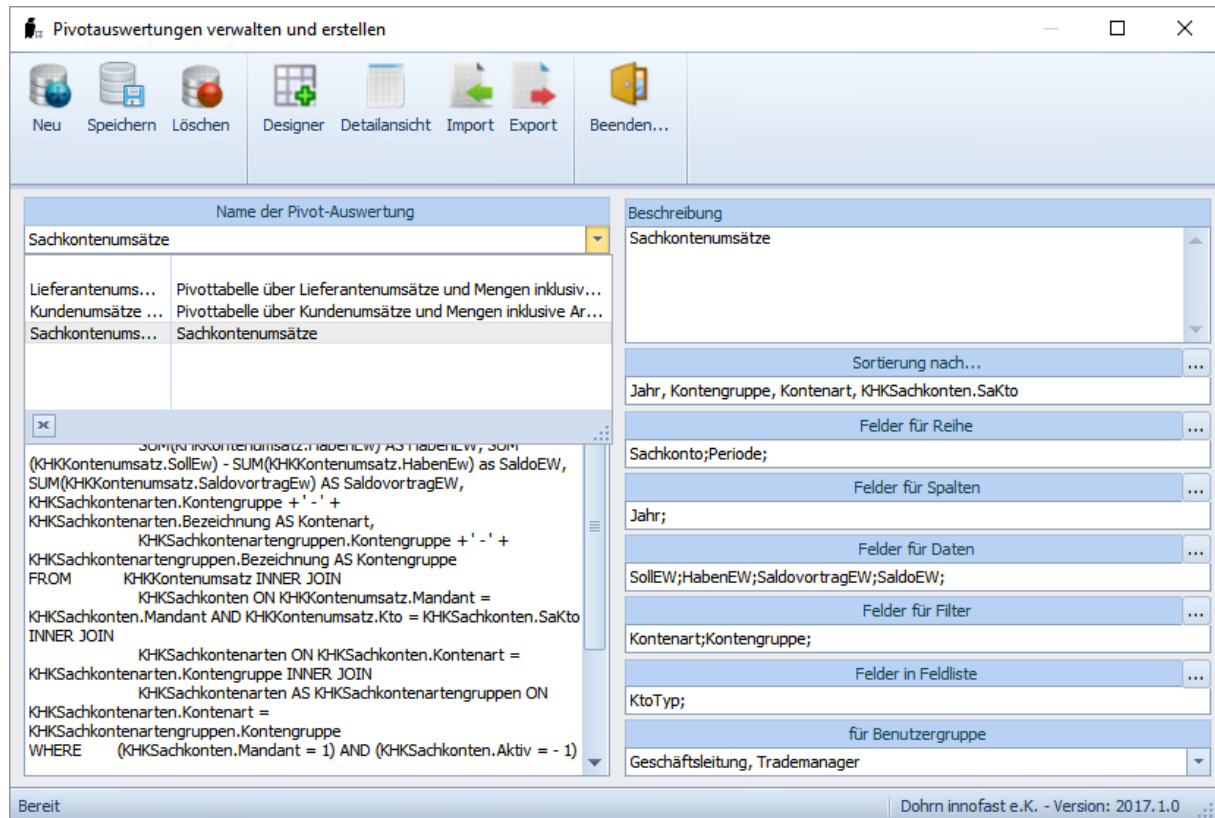 Pivotauswertungen verwalten und erstellen
Neu Speichern Löschen Designer Detailansicht Import Export Beenden...
Name der Pivot-Auswertung
Sachkontenumsätze
Lieferantenums... Pivottabelle über Lieferantenumsätze und Mengen inklusiv...
Kundenumsätze ... Pivottabelle über Kundenumsätze und Mengen inklusive Ar...
Sachkontenums... Sachkontenumsätze
SUM(KHKKontenumsatz.HabenEw) AS HabenEW, SUM
(KHKKontenumsatz.SollEw) - SUM(KHKKontenumsatz.HabenEw) as SaldoEW,
SUM(KHKKontenumsatz.SaldovortragEw) AS SaldovortragEW,
KHKSachkontenarten.Kontengruppe + ' - ' +
KHKSachkontenarten.Bezeichnung AS Kontenart,
KHKSachkontenartengruppen.Kontengruppe + ' - ' +
KHKSachkontenartengruppen.Bezeichnung AS Kontengruppe
FROM KHKKontenumsatz INNER JOIN
KHKSachkonten ON KHKKontenumsatz.Mandant =
KHKSachkonten.Mandant AND KHKKontenumsatz.Kto = KHKSachkonten.SaKto
INNER JOIN
KHKSachkontenarten ON KHKSachkonten.Kontenart =
KHKSachkontenarten.Kontengruppe INNER JOIN
KHKSachkontenarten AS KHKSachkontenartengruppen ON
KHKSachkontenarten.Kontenart =
KHKSachkontenartengruppen.Kontengruppe
WHERE (KHKSachkonten.Mandant = 1) AND (KHKSachkonten.Aktiv = - 1)
Beschreibung
Sachkontenumsätze
Sortierung nach... ...
Jahr, Kontengruppe, Kontenart, KHKSachkonten.SaKto
Felder für Reihe ...
Sachkonto;Periode;
Felder für Spalten ...
Jahr;
Felder für Daten ...
SollEW;HabenEW;SaldovortragEW;SaldoEW;
Felder für Filter ...
Kontenart;Kontengruppe;
Felder in Feldliste ...
KtoTyp;
für Benutzergruppe
Geschäftsleitung, Trademanager
Bereit
Dohrn innofast e.K. - Version: 2017.1.0